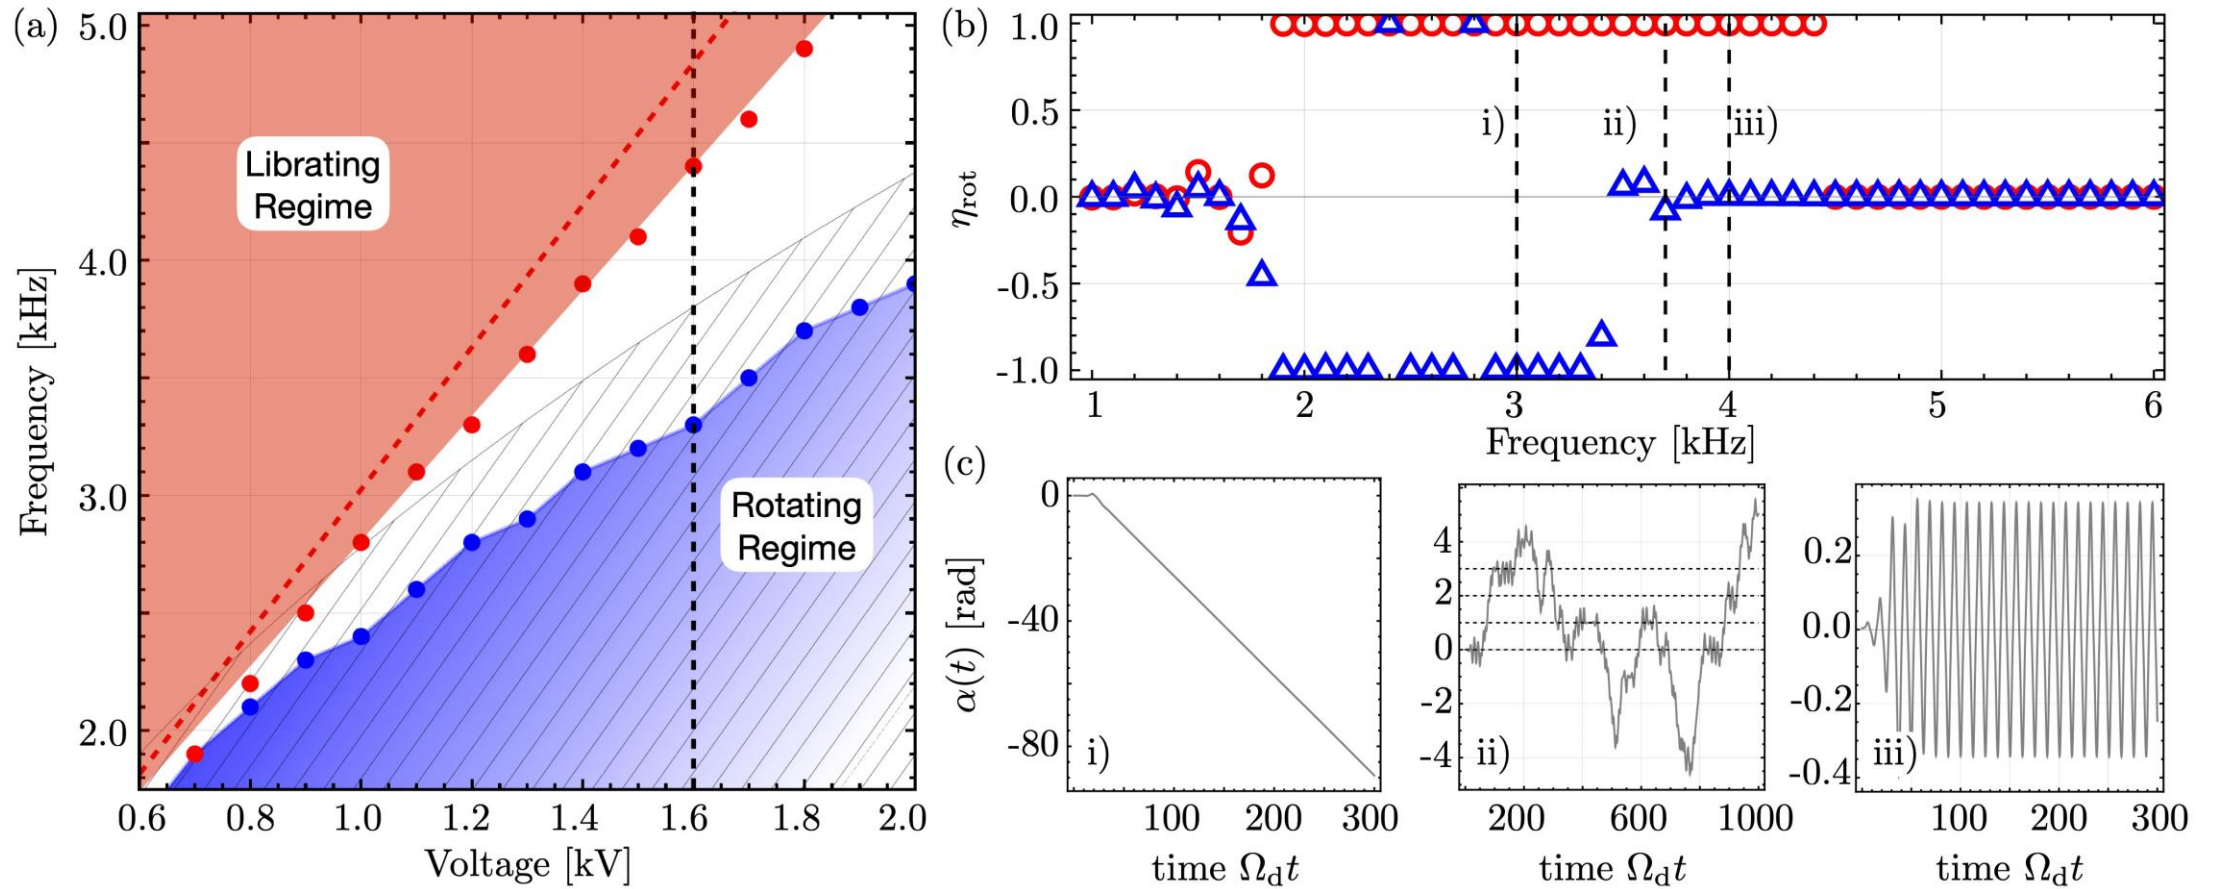 (a)
5.0
4.0
3.0
2.0
Frequency [kHz]
Librating
Regime
Rotating
Regime
0.6 0.8 1.0 1.2 1.4 1.6 1.8 2.0
Voltage [kV]
(b)
1.0
0.5
0.0
-0.5
-1.0
ηrot
i) ii) iii)
1 2 3 4 5 6
Frequency [kHz]
(c)
α(t) [rad]
0
-40
-80
i)
100 200 300
time Ωdt
4
2
0
-2
-4
ii)
200 600 1000
time Ωdt
0.2
0.0
-0.2
-0.4
iii)
100 200 300
time Ωdt